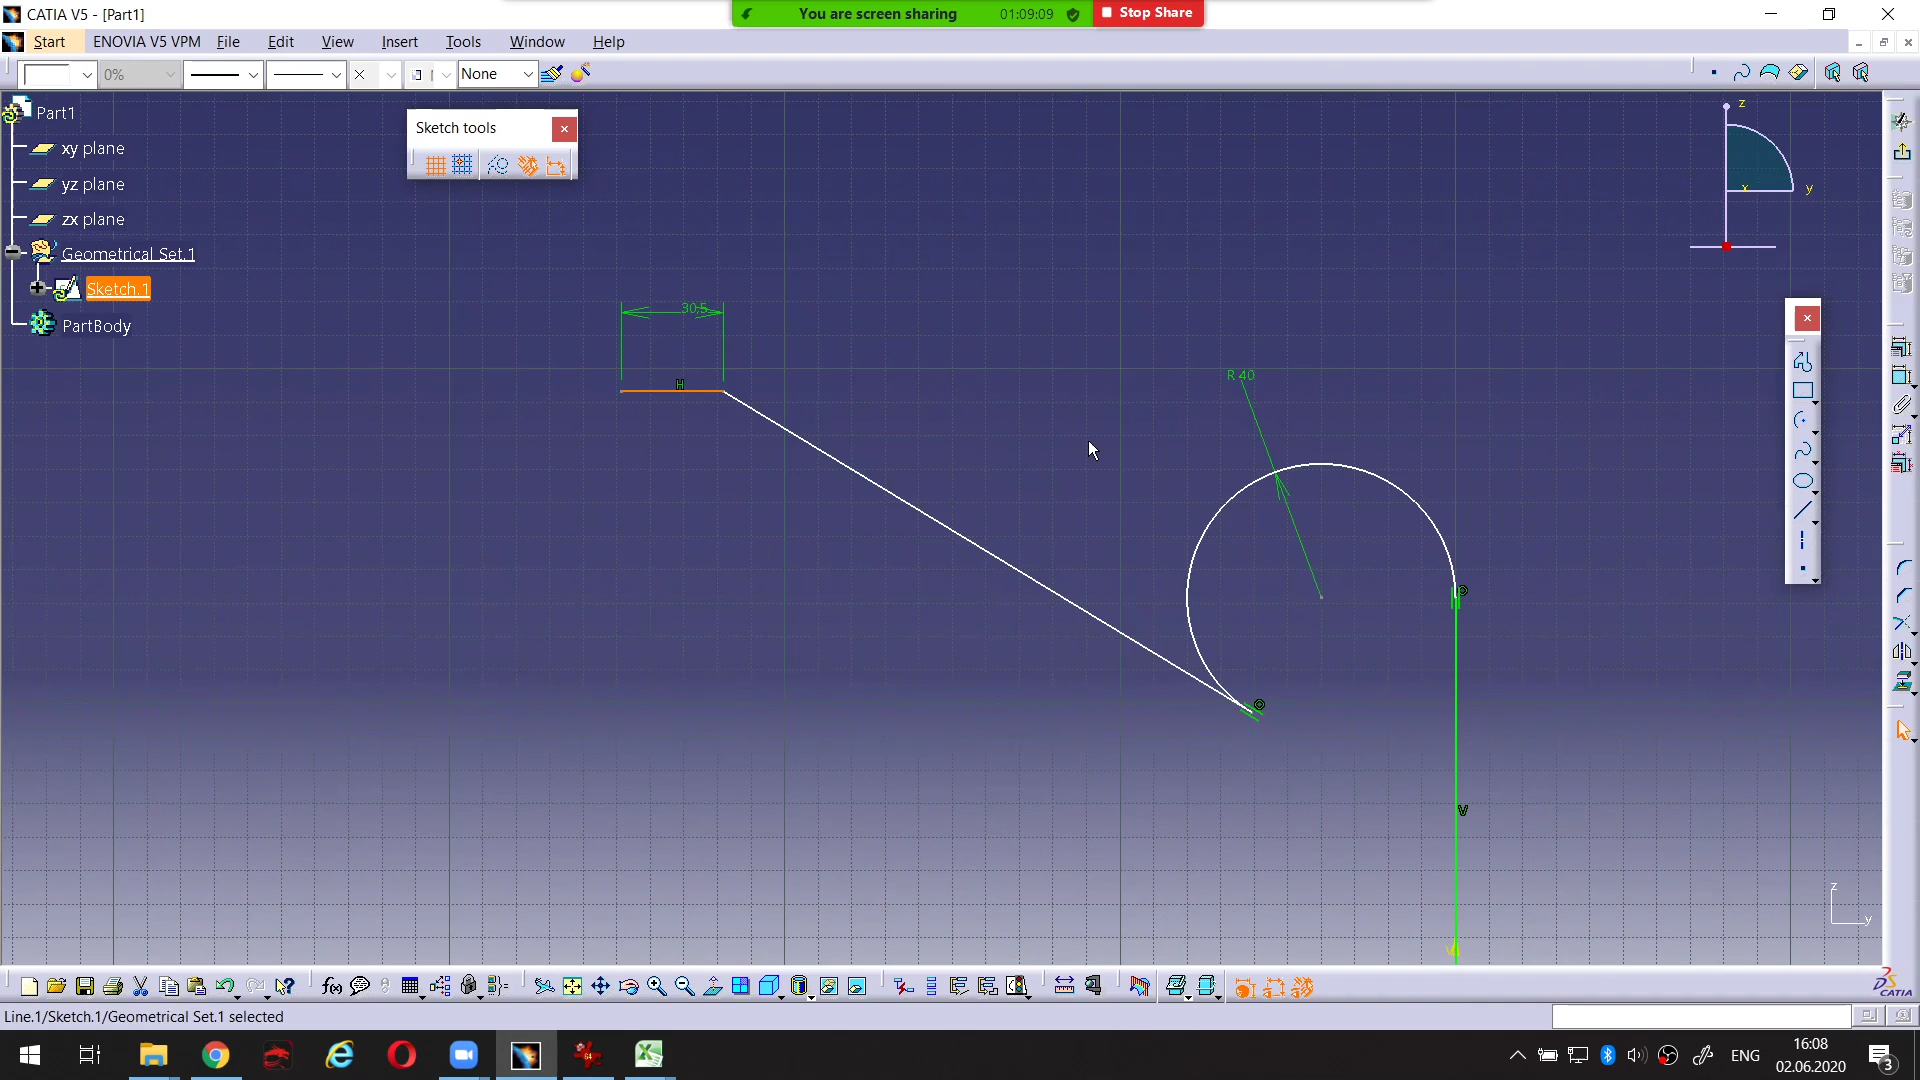 CATIA V5 - [Part1]
You are screen sharing
01:09:09
Stop Share
Start
ENOVIA V5 VPM
File
Edit
View
Insert
Tools
Window
Help
0%
None
Part1
xy plane
yz plane
zx plane
Geometrical Set.1
Sketch.1
PartBody
Sketch tools
z
x
y
30,5
H
R 40
V
z
y
f(x)
CATIA
Line.1/Sketch.1/Geometrical Set.1 selected
ENG
16:08
02.06.2020
3